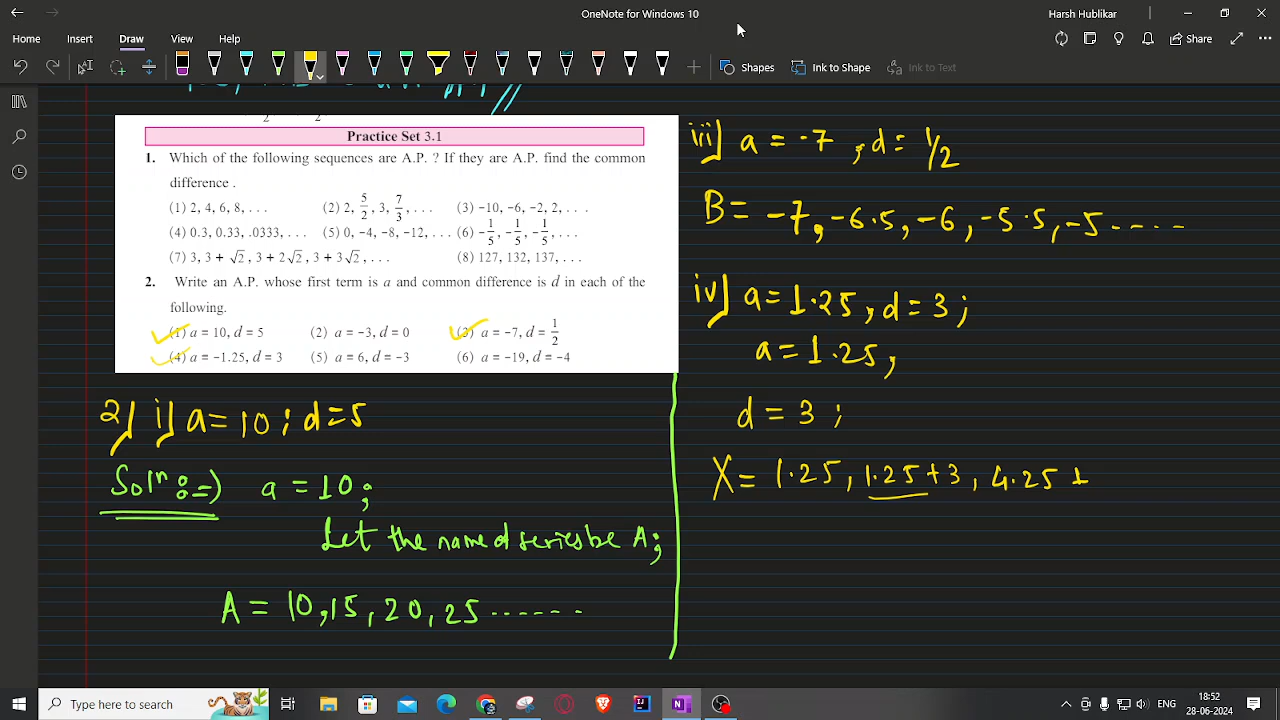 OneNote for Windows 10
Harsh Hublikar
Home Insert Draw View Help
Share
Shapes
Ink to Shape
Ink to Text
Practice Set 3.1
1. Which of the following sequences are A.P. ? If they are A.P. find the common
difference .
(1) 2, 4, 6, 8, . . . (2) 2, 5/2, 3, 7/3, . . . (3) –10, –6, –2, 2, . . .
(4) 0.3, 0.33, .0333, . . . (5) 0, –4, –8, –12, . . . (6) –1/5, –1/5, –1/5, . . .
(7) 3, 3 + √2, 3 + 2√2, 3 + 3√2, . . . (8) 127, 132, 137, . . .
2. Write an A.P. whose first term is a and common difference is d in each of the
following.
(1) a = 10, d = 5 (2) a = –3, d = 0 (3) a = –7, d = 1/2
(4) a = –1.25, d = 3 (5) a = 6, d = –3 (6) a = –19, d = –4
2] i] a = 10 ; d = 5
Soln :=) a = 10 ;
Let the name of series be A ;
A = 10, 15, 20, 25 ......
iii] a = -7 , d = 1/2
B = -7, -6.5, -6, -5.5, -5 .....
iv] a = 1.25, d = 3 ;
a = 1.25,
d = 3 ;
X = 1.25, 1.25 + 3, 4.25 +
Type here to search
18:52
28-06-2024